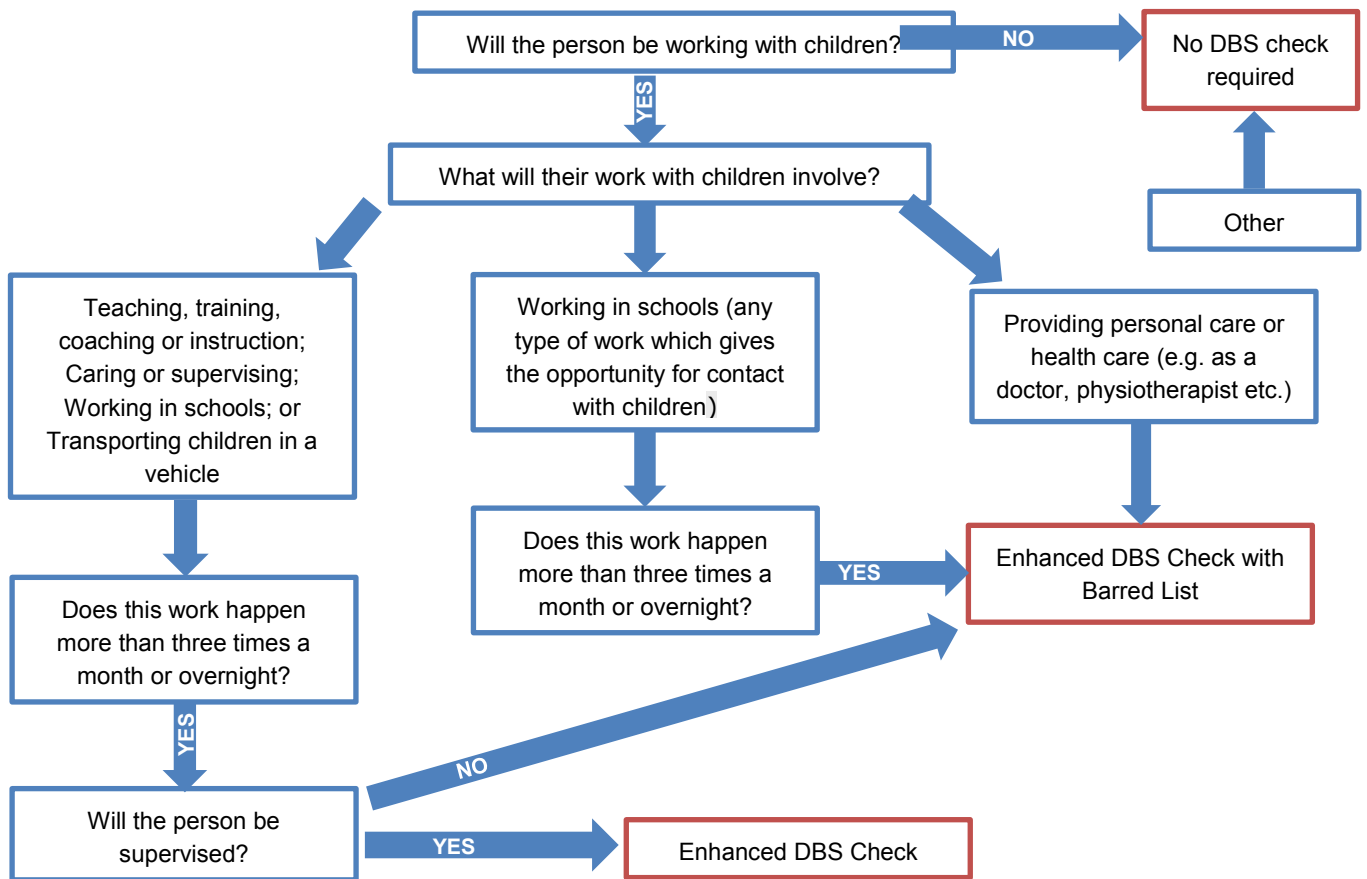 Will the person be working with children?
NO
No DBS check
required
YES
What will their work with children involve?
Other
Teaching, training,
coaching or instruction;
Caring or supervising;
Working in schools; or
Transporting children in a
vehicle
Working in schools (any
type of work which gives
the opportunity for contact
with children)
Providing personal care or
health care (e.g. as a
doctor, physiotherapist etc.)
Does this work happen
more than three times a
month or overnight?
Does this work happen
more than three times a
month or overnight?
YES
Enhanced DBS Check with
Barred List
YES
NO
Will the person be
supervised?
YES
Enhanced DBS Check